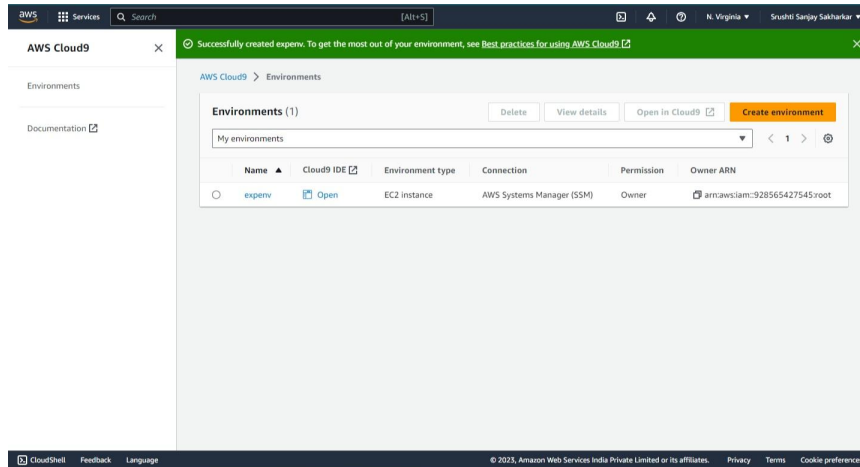 aws
Services
Search
[Alt+S]
N. Virginia ▼
Srushti Sanjay Sakharkar ▼
AWS Cloud9
Successfully created expenv. To get the most out of your environment, see Best practices for using AWS Cloud9
AWS Cloud9 > Environments
Environments
Documentation
Environments (1)
Delete
View details
Open in Cloud9
Create environment
My environments
< 1 >
Name ▲ Cloud9 IDE Environment type Connection Permission Owner ARN
expenv Open EC2 instance AWS Systems Manager (SSM) Owner arn:aws:iam::928565427545:root
CloudShell Feedback Language
© 2023, Amazon Web Services India Private Limited or its affiliates. Privacy Terms Cookie preference